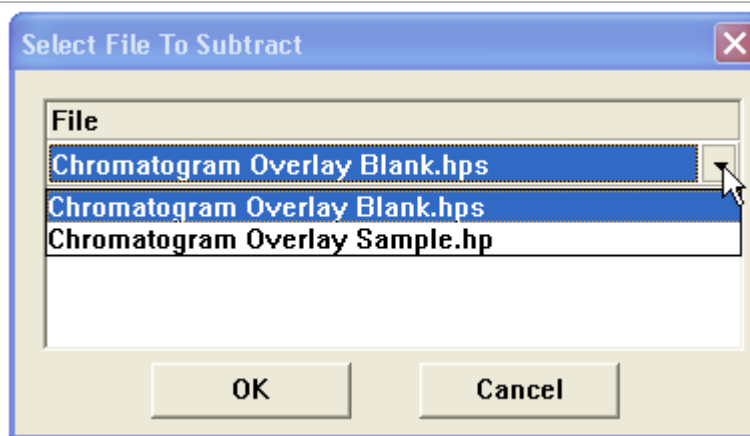 Select File To Subtract
File
Chromatogram Overlay Blank.hps
Chromatogram Overlay Blank.hps
Chromatogram Overlay Sample.hp
OK Cancel